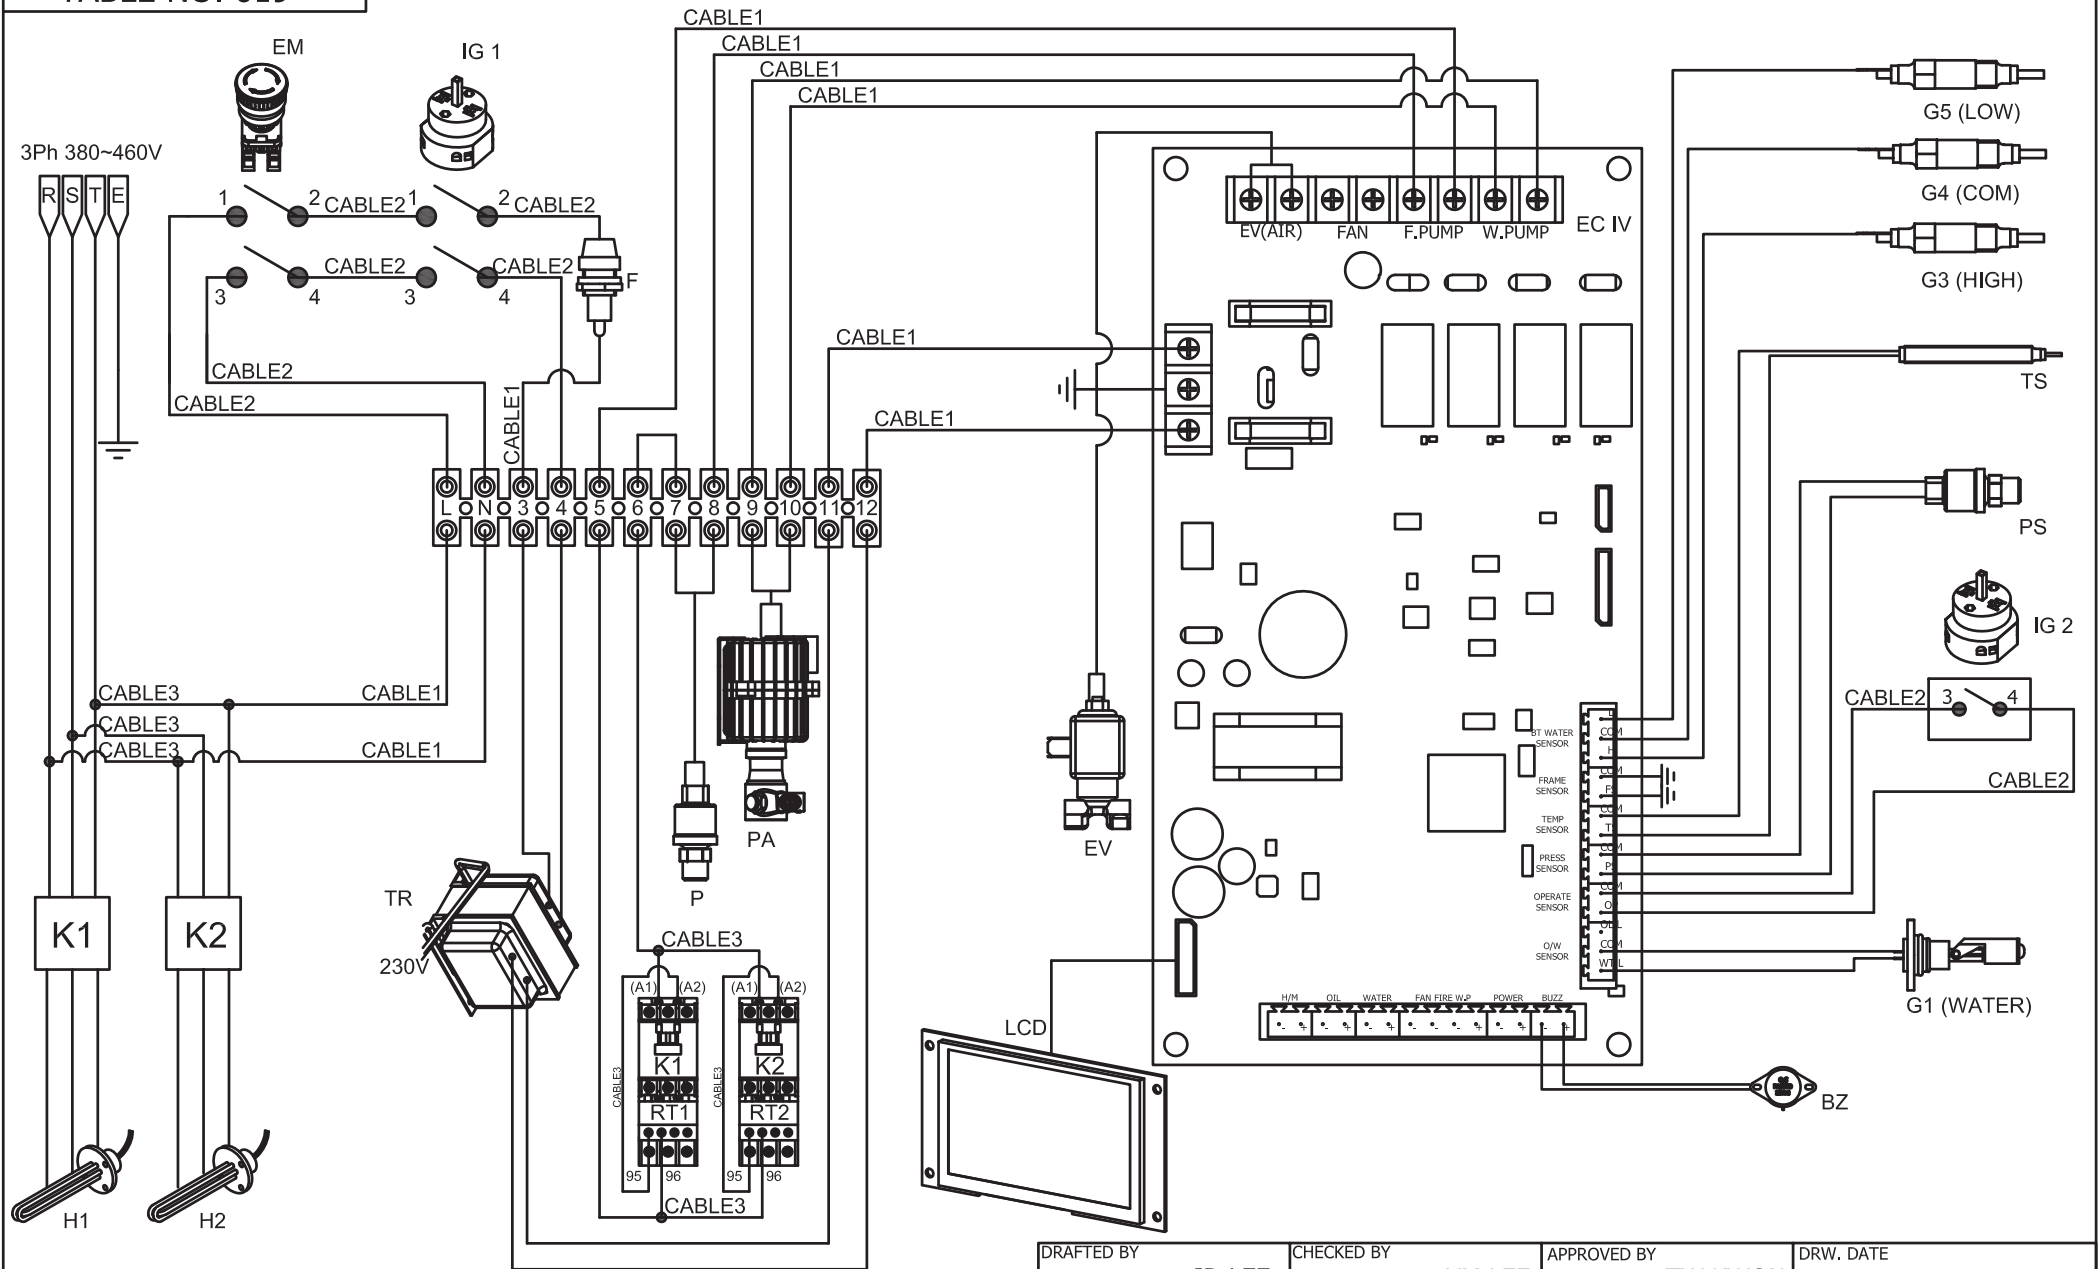 CABLE1
CABLE1
CABLE1
CABLE1
EM
IG 1
3Ph 380~460V
R S T E
1 2 CABLE2 1 2 CABLE2
CABLE2 CABLE2
3 4 3 4
F
CABLE2
CABLE2
CABLE1
CABLE1
CABLE1
L N 3 4 5 6 7 8 9 10 11 12
CABLE3 CABLE1
CABLE3
CABLE3 CABLE1
K1 K2
H1 H2
TR
230V
P
PA
CABLE3
(A1) (A2) (A1) (A2)
K1 K2
CABLE3 CABLE3
RT1 RT2
95 96 95 96
CABLE3
EV
LCD
EC IV
EV(AIR) FAN F.PUMP W.PUMP
BT WATER
SENSOR
FRAME
SENSOR
TEMP
SENSOR
PRESS
SENSOR
OPERATE
SENSOR
O/W
SENSOR
COM
COM
COM
COM
COM
COM
H/M OIL WATER FAN FIRE W.P POWER BUZZ
- + - + - + - - - + - + - +
G5 (LOW)
G4 (COM)
G3 (HIGH)
TS
PS
IG 2
CABLE2 3 4
CABLE2
G1 (WATER)
BZ
DRAFTED BY CHECKED BY APPROVED BY DRW. DATE